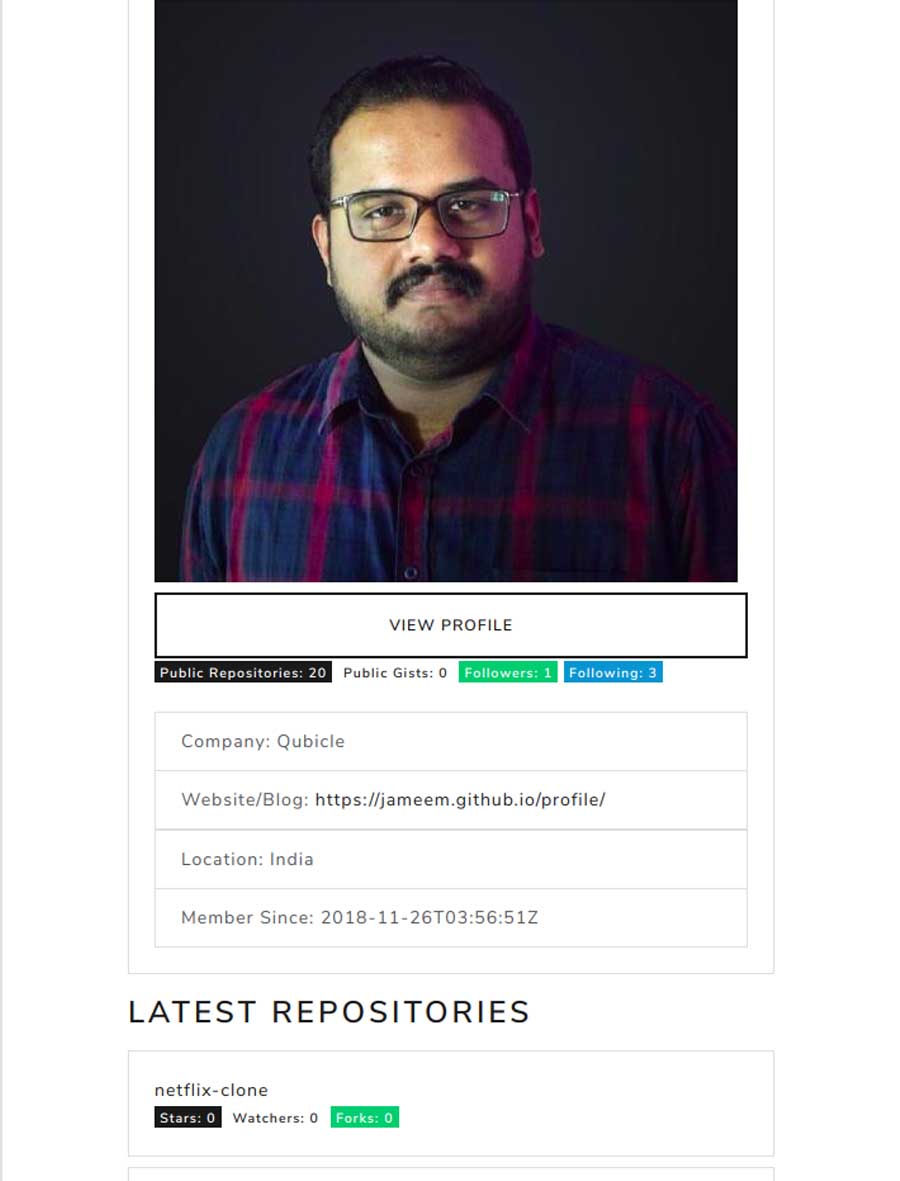 VIEW PROFILE
Public Repositories: 20 Public Gists: 0 Followers: 1 Following: 3
Company: Qubicle
Website/Blog: https://jameem.github.io/profile/
Location: India
Member Since: 2018-11-26T03:56:51Z
LATEST REPOSITORIES
netflix-clone
Stars: 0 Watchers: 0 Forks: 0